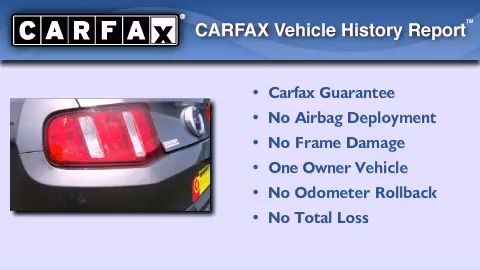 CARFAX® CARFAX Vehicle History Report™
• Carfax Guarantee
• No Airbag Deployment
• No Frame Damage
• One Owner Vehicle
• No Odometer Rollback
• No Total Loss